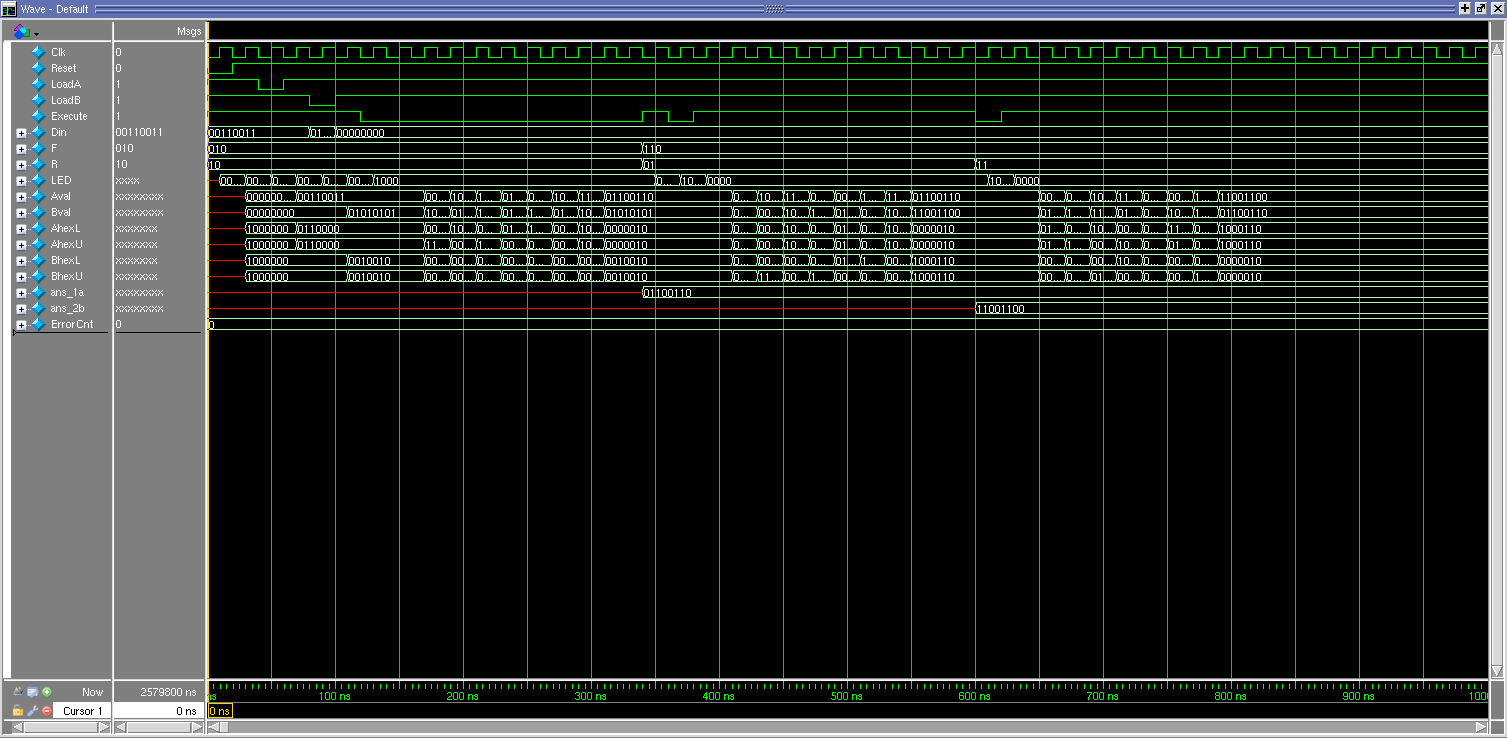 Wave - Default
Msgs
Clk 0
Reset 0
LoadA 1
LoadB 1
Execute 1
Din 00110011 00110011 01... 00000000
F 010 010 110
R 10 10 01 11
LED xxxx 00... 00... 0... 00... 0... 00... 1000 0... 10... 0000 10... 0000
Aval xxxxxxxx 000000... 00110011 00... 10... 1... 01... 0... 10... 11... 01100110 0... 10... 11... 0... 00... 1... 11... 01100110 00... 0... 10... 11... 0... 00... 1... 11001100
Bval xxxxxxxx 00000000 01010101 10... 01... 1... 01... 1... 01... 10... 01010101 0... 00... 10... 1... 01... 0... 10... 11001100 01... 1... 11... 01... 0... 10... 1... 01100110
AhexL xxxxxxx 1000000 0110000 00... 10... 0... 01... 1... 00... 10... 0000010 0... 00... 10... 0... 01... 1... 00... 0000010 01... 1... 00... 10... 0... 11... 1... 1000110
AhexU xxxxxxx 1000000 0110000 11... 00... 1... 00... 0... 00... 10... 0000010 0... 10... 00... 0... 10... 0... 10... 0000010 01... 1... 00... 10... 0... 01... 0... 1000110
BhexL xxxxxxx 1000000 0010010 00... 00... 0... 00... 0... 00... 00... 0010010 0... 10... 00... 0... 00... 0... 00... 1000110 00... 0... 01... 00... 0... 00... 0... 0000010
BhexU xxxxxxx 1000000 0010010 00... 00... 0... 00... 0... 00... 00... 0010010 0... 11... 00... 1... 00... 0... 00... 1000110 00... 0... 01... 00... 0... 00... 1... 0000010
ans_1a xxxxxxxx 01100110
ans_2b xxxxxxxx 11001100
ErrorCnt 0 0
Now 2579800 ns 100 ns 200 ns 300 ns 400 ns 500 ns 600 ns 700 ns 800 ns 900 ns
Cursor 1 0 ns 0 ns